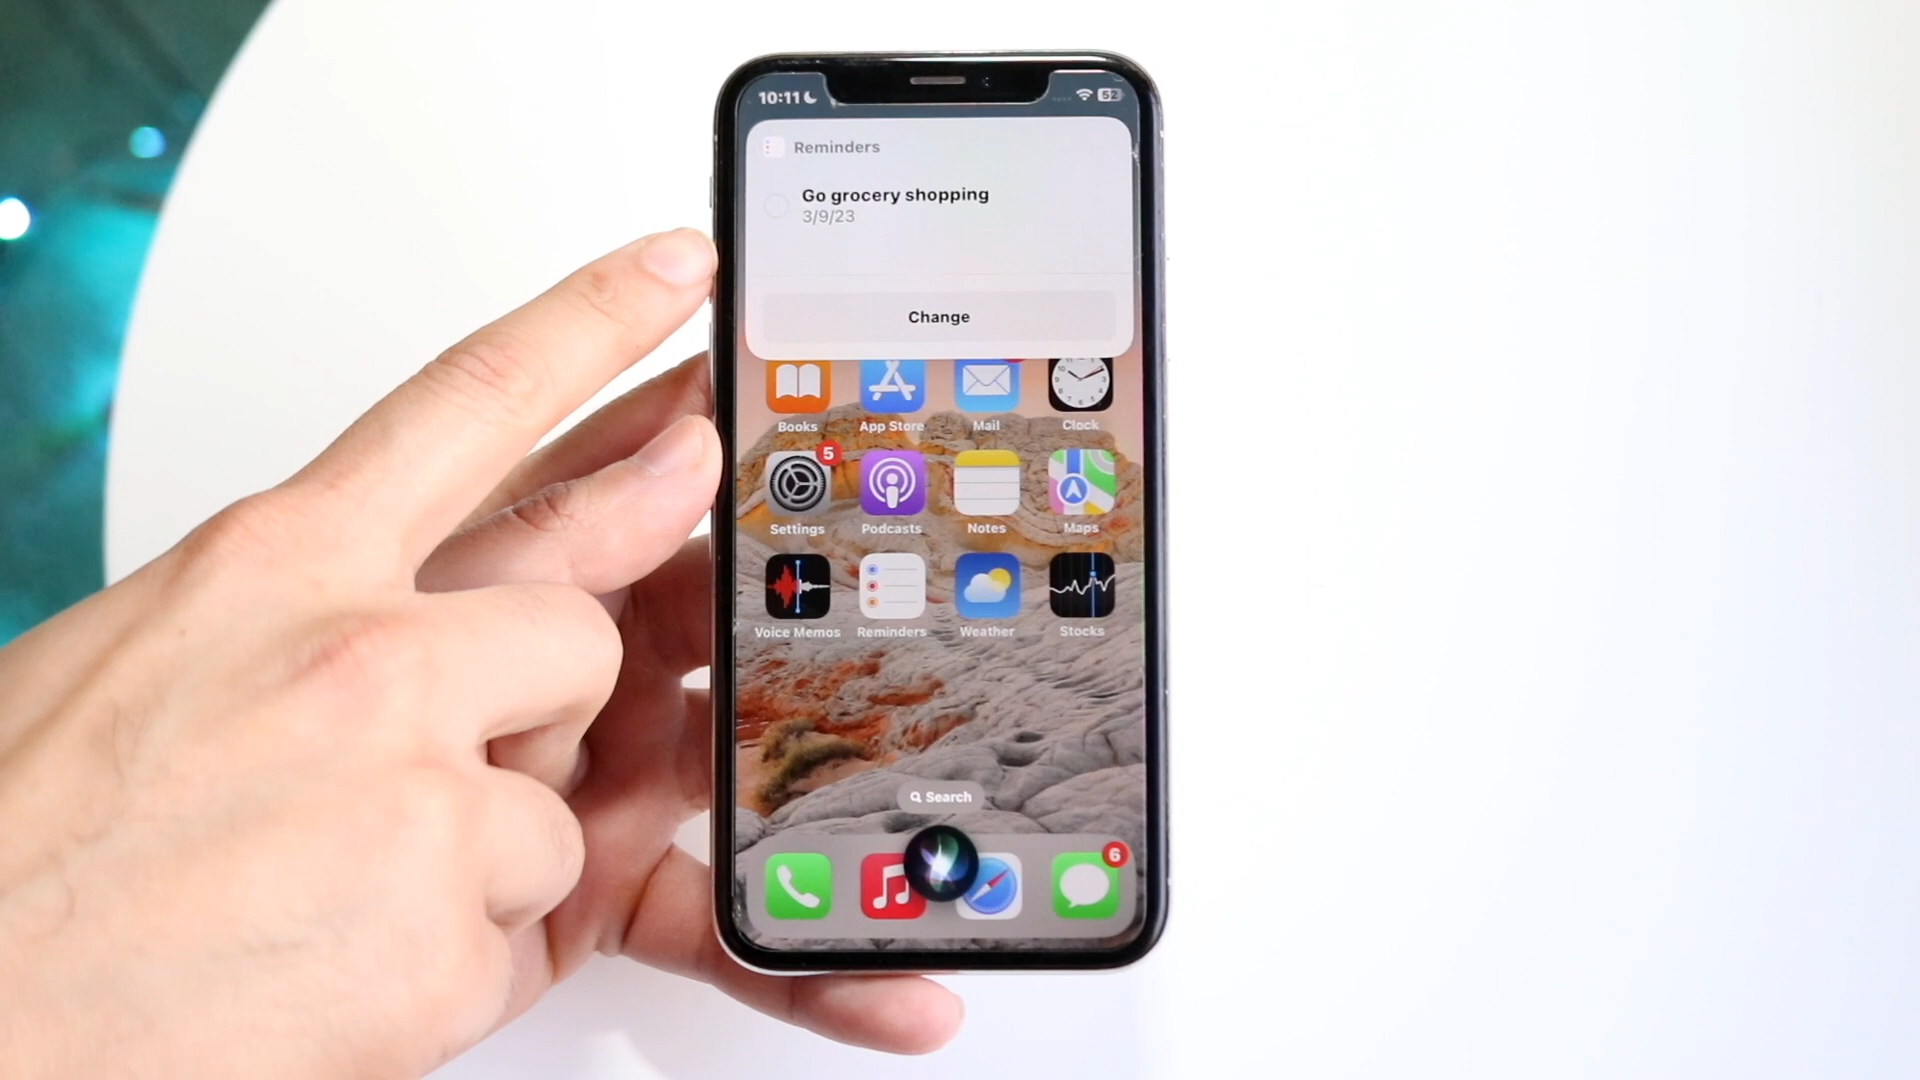 10:11
52
Reminders
Go grocery shopping
3/9/23
Change
Books App Store Mail Clock
5
Settings Podcasts Notes Maps
Voice Memos Reminders Weather Stocks
Search
6